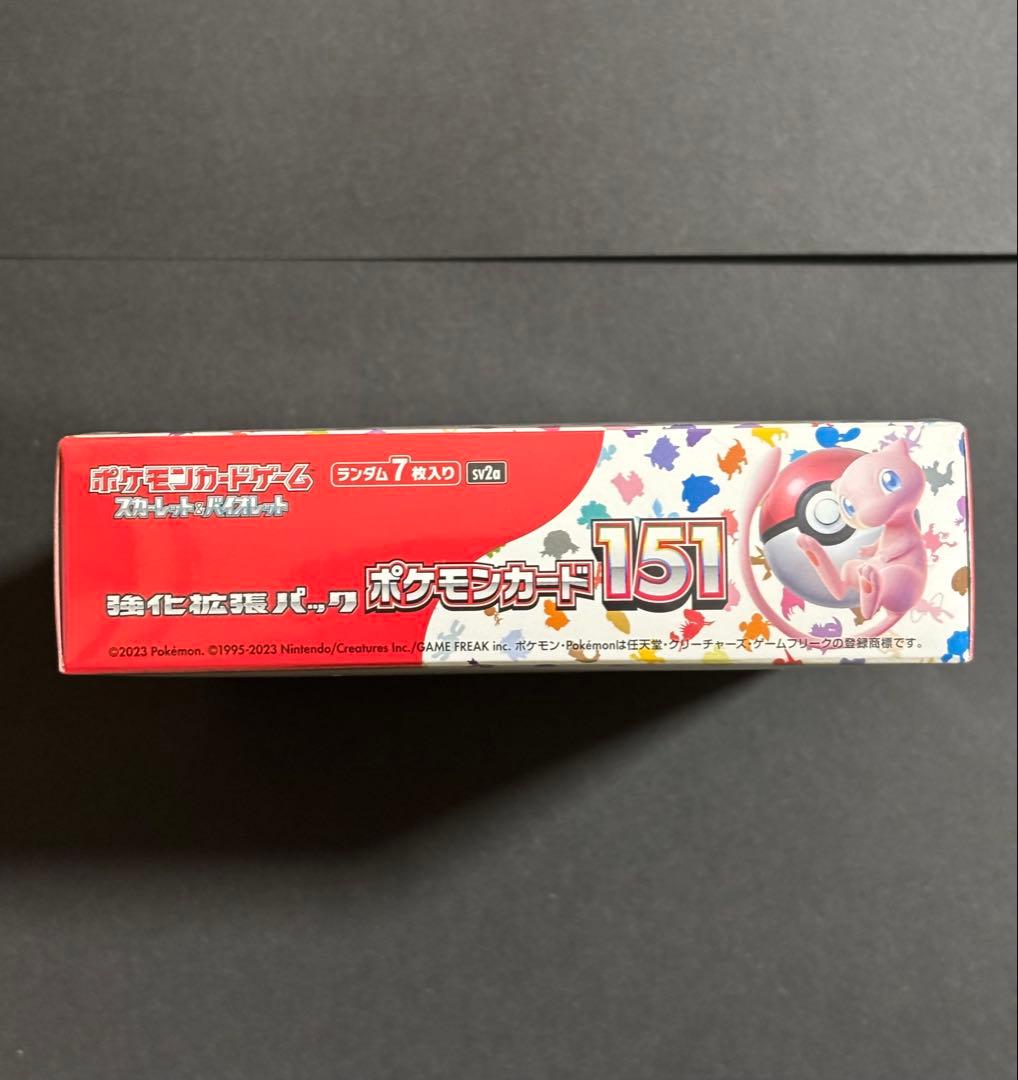 ポケモンカードゲーム
スカーレット&バイオレット
ランダム7枚入り
sv2a
強化拡張パック
ポケモンカード151
©2023 Pokémon. ©1995-2023 Nintendo/Creatures Inc./GAME FREAK inc. ポケモン・Pokémonは任天堂・クリーチャーズ・ゲームフリークの登録商標です。